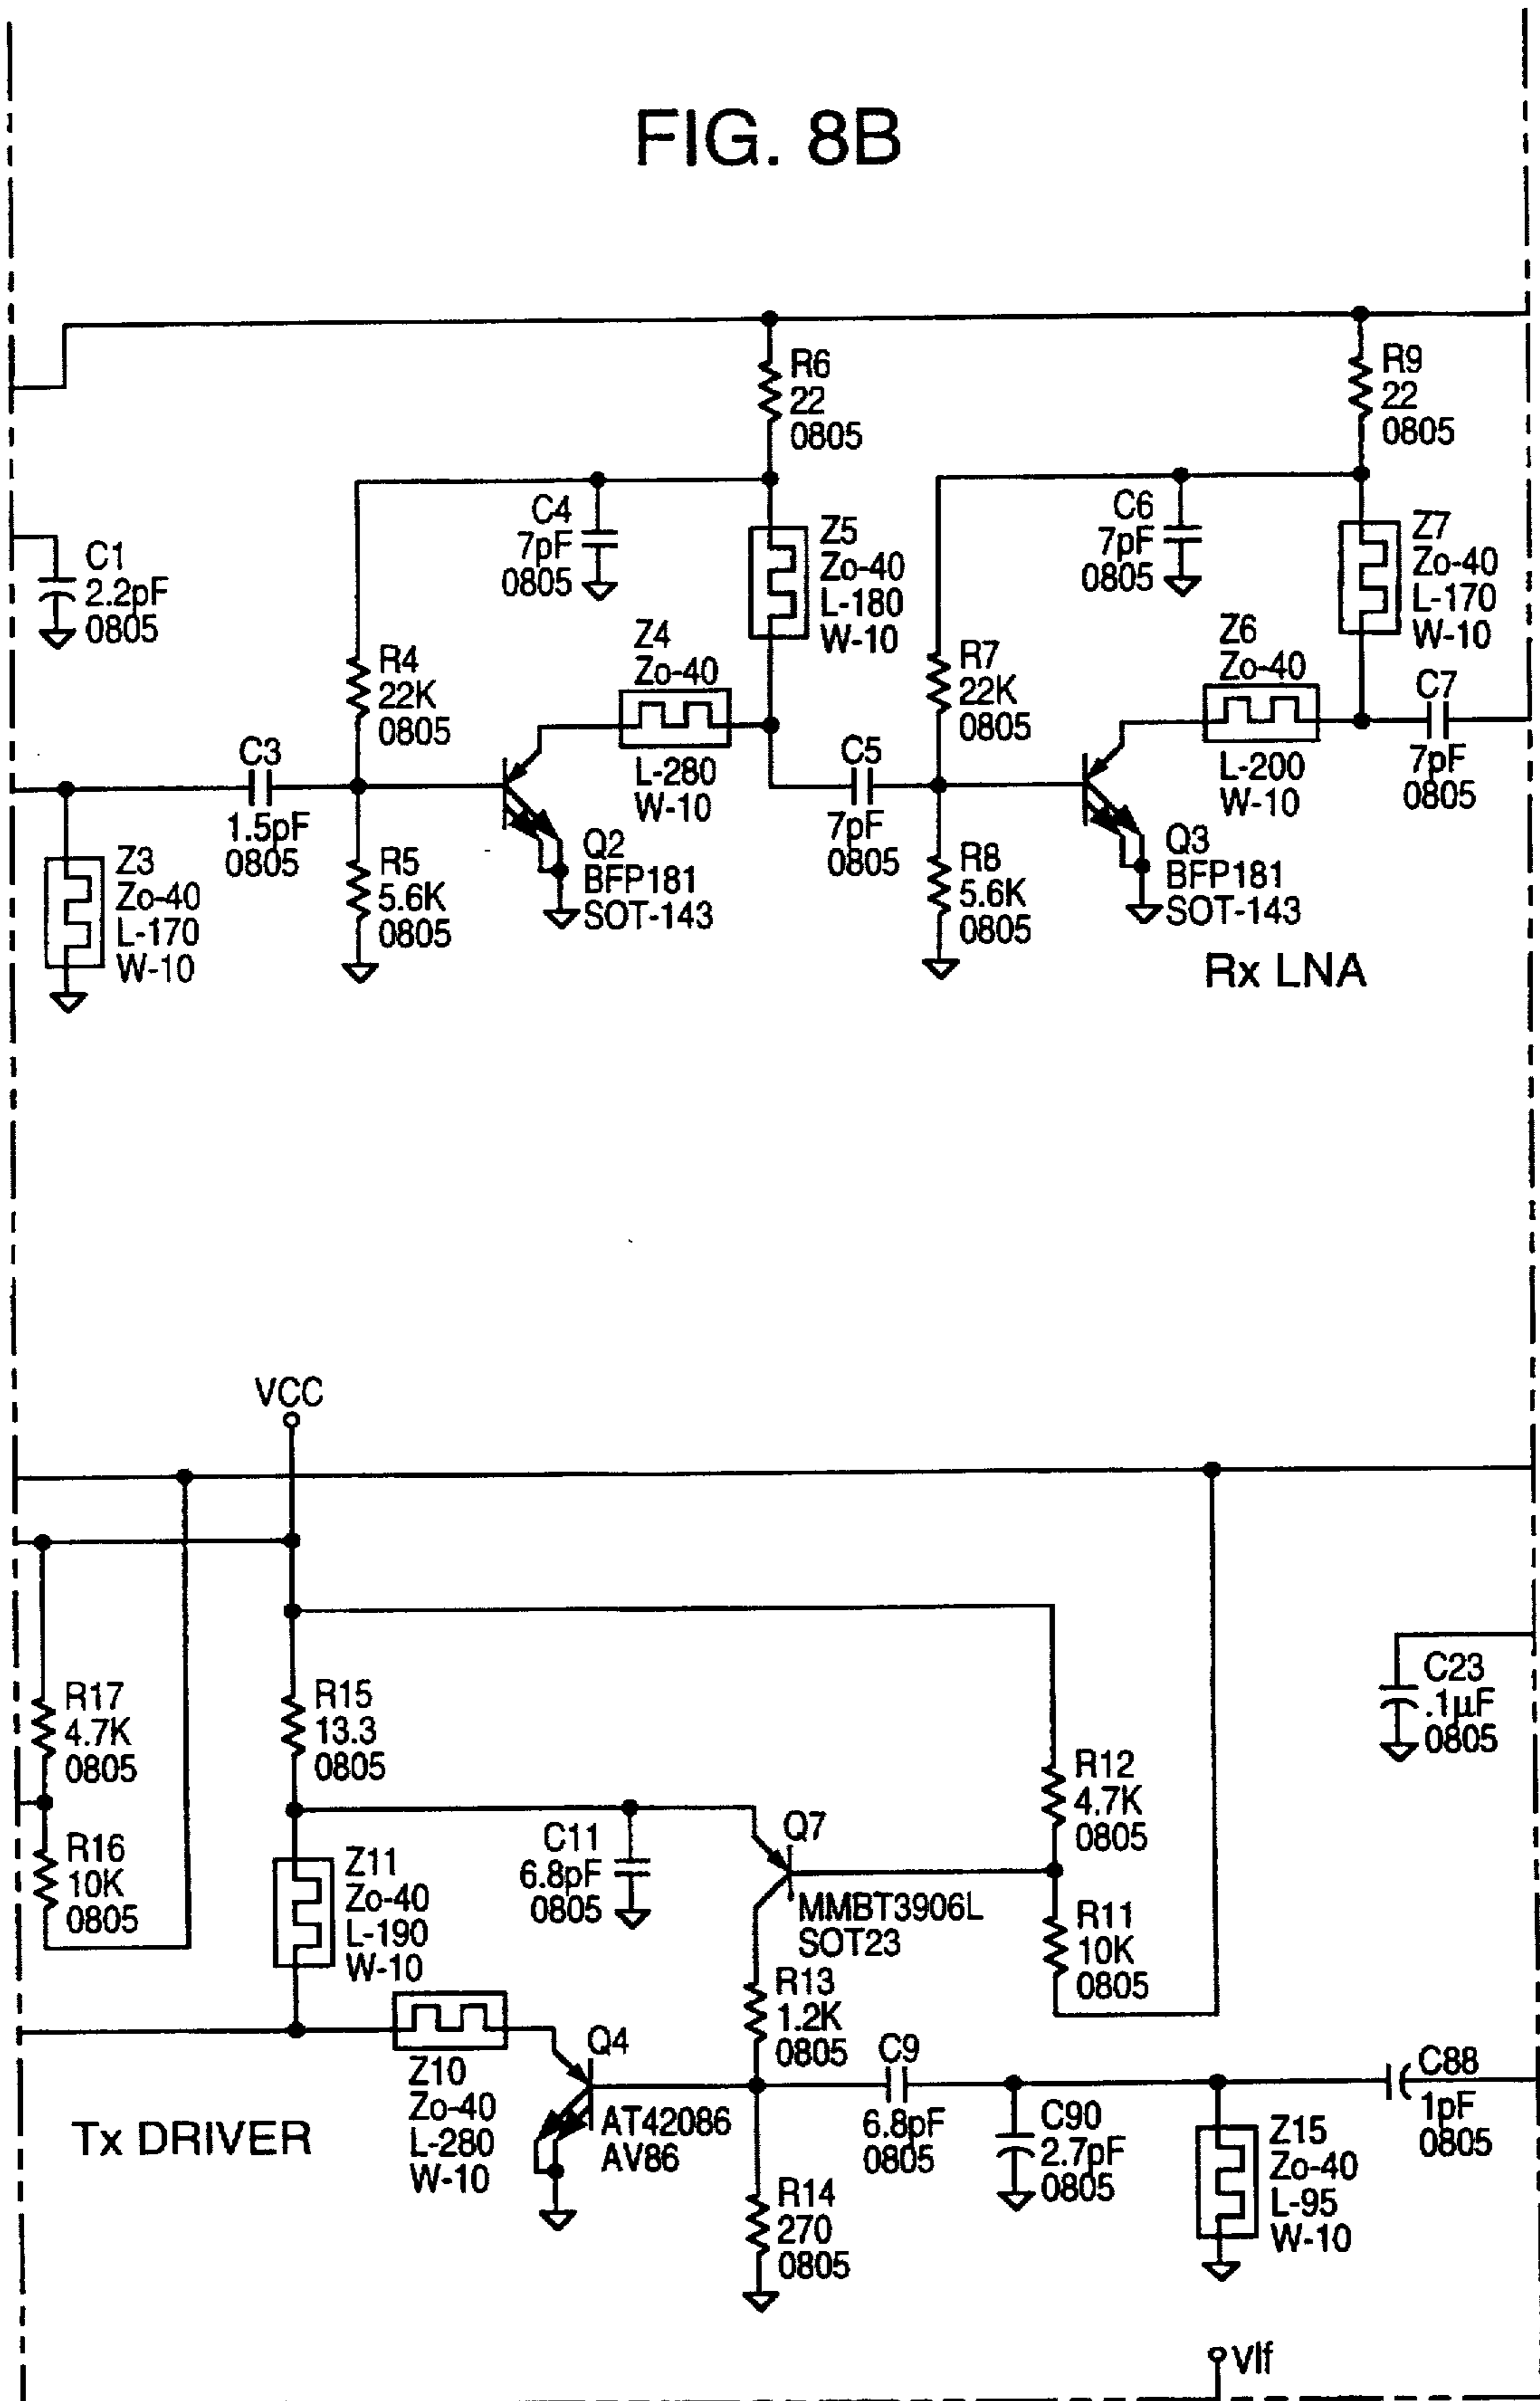 FIG. 8B
R6
22
0805
R9
22
0805
C1
2.2pF
0805
C4
7pF
0805
Z5
Zo-40
L-180
W-10
C6
7pF
0805
Z7
Zo-40
L-170
W-10
R4
22K
0805
Z4
Zo-40
L-280
W-10
R7
22K
0805
Z6
Zo-40
L-200
W-10
C7
7pF
0805
C3
1.5pF
0805
C5
7pF
0805
Z3
Zo-40
L-170
W-10
R5
5.6K
0805
Q2
BFP181
SOT-143
R8
5.6K
0805
Q3
BFP181
SOT-143
Rx LNA
VCC
R17
4.7K
0805
R15
13.3
0805
C23
.1µF
0805
R12
4.7K
0805
R16
10K
0805
Z11
Zo-40
L-190
W-10
C11
6.8pF
0805
Q7
MMBT3906L
SOT23
R11
10K
0805
R13
1.2K
0805
Z10
Zo-40
L-280
W-10
Q4
AT42086
AV86
C9
6.8pF
0805
C90
2.7pF
0805
C88
1pF
0805
Tx DRIVER
R14
270
0805
Z15
Zo-40
L-95
W-10
VIf